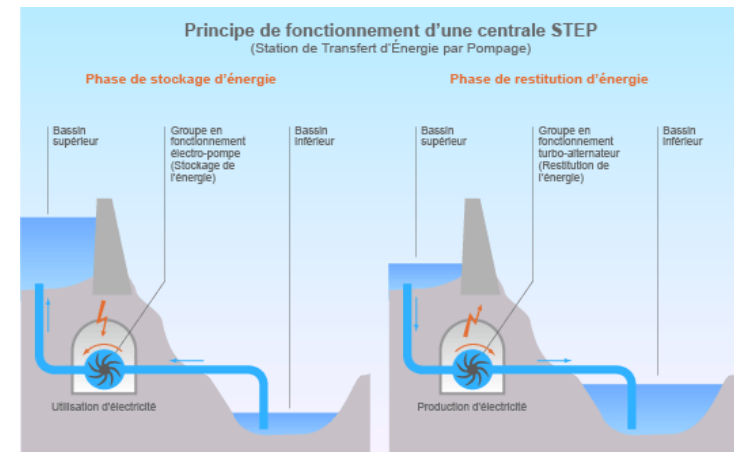 Principe de fonctionnement d'une centrale STEP
(Station de Transfert d'Énergie par Pompage)
Phase de stockage d'énergie
Bassin
supérieur
Groupe en
fonctionnement
électro-pompe
(Stockage de
l'énergie)
Bassin
inférieur
Utilisation d'électricité
Phase de restitution d'énergie
Bassin
supérieur
Groupe en
fonctionnement
turbo-alternateur
(Restitution de
l'énergie)
Bassin
inférieur
Production d'électricité